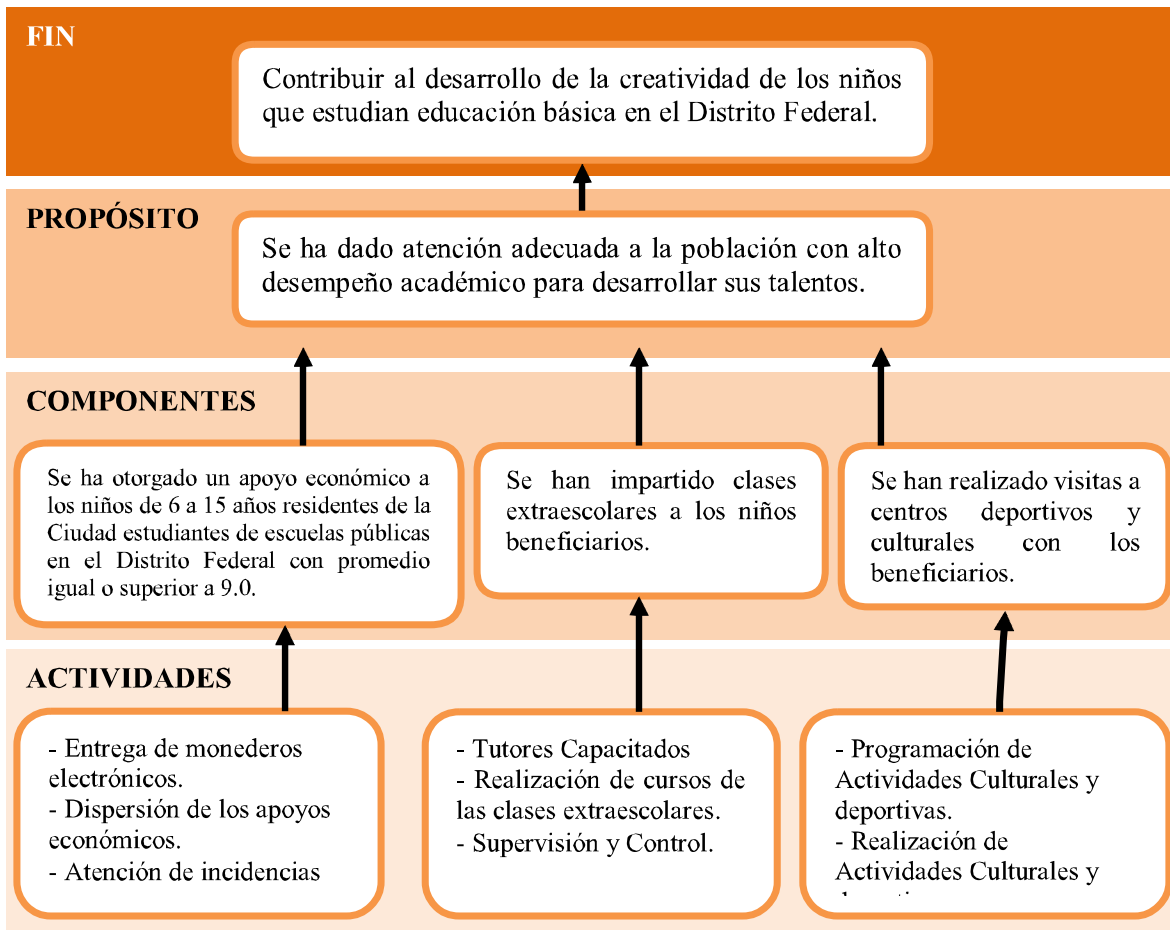 FIN
Contribuir al desarrollo de la creatividad de los niños
que estudian educación básica en el Distrito Federal.
PROPÓSITO
Se ha dado atención adecuada a la población con alto
desempeño académico para desarrollar sus talentos.
COMPONENTES
Se ha otorgado un apoyo económico a
los niños de 6 a 15 años residentes de la
Ciudad estudiantes de escuelas públicas
en el Distrito Federal con promedio
igual o superior a 9.0.
Se han impartido clases
extraescolares a los niños
beneficiarios.
Se han realizado visitas a
centros deportivos y
culturales con los
beneficiarios.
ACTIVIDADES
- Entrega de monederos
electrónicos.
- Dispersión de los apoyos
económicos.
- Atención de incidencias
- Tutores Capacitados
- Realización de cursos de
las clases extraescolares.
- Supervisión y Control.
- Programación de
Actividades Culturales y
deportivas.
- Realización de
Actividades Culturales y